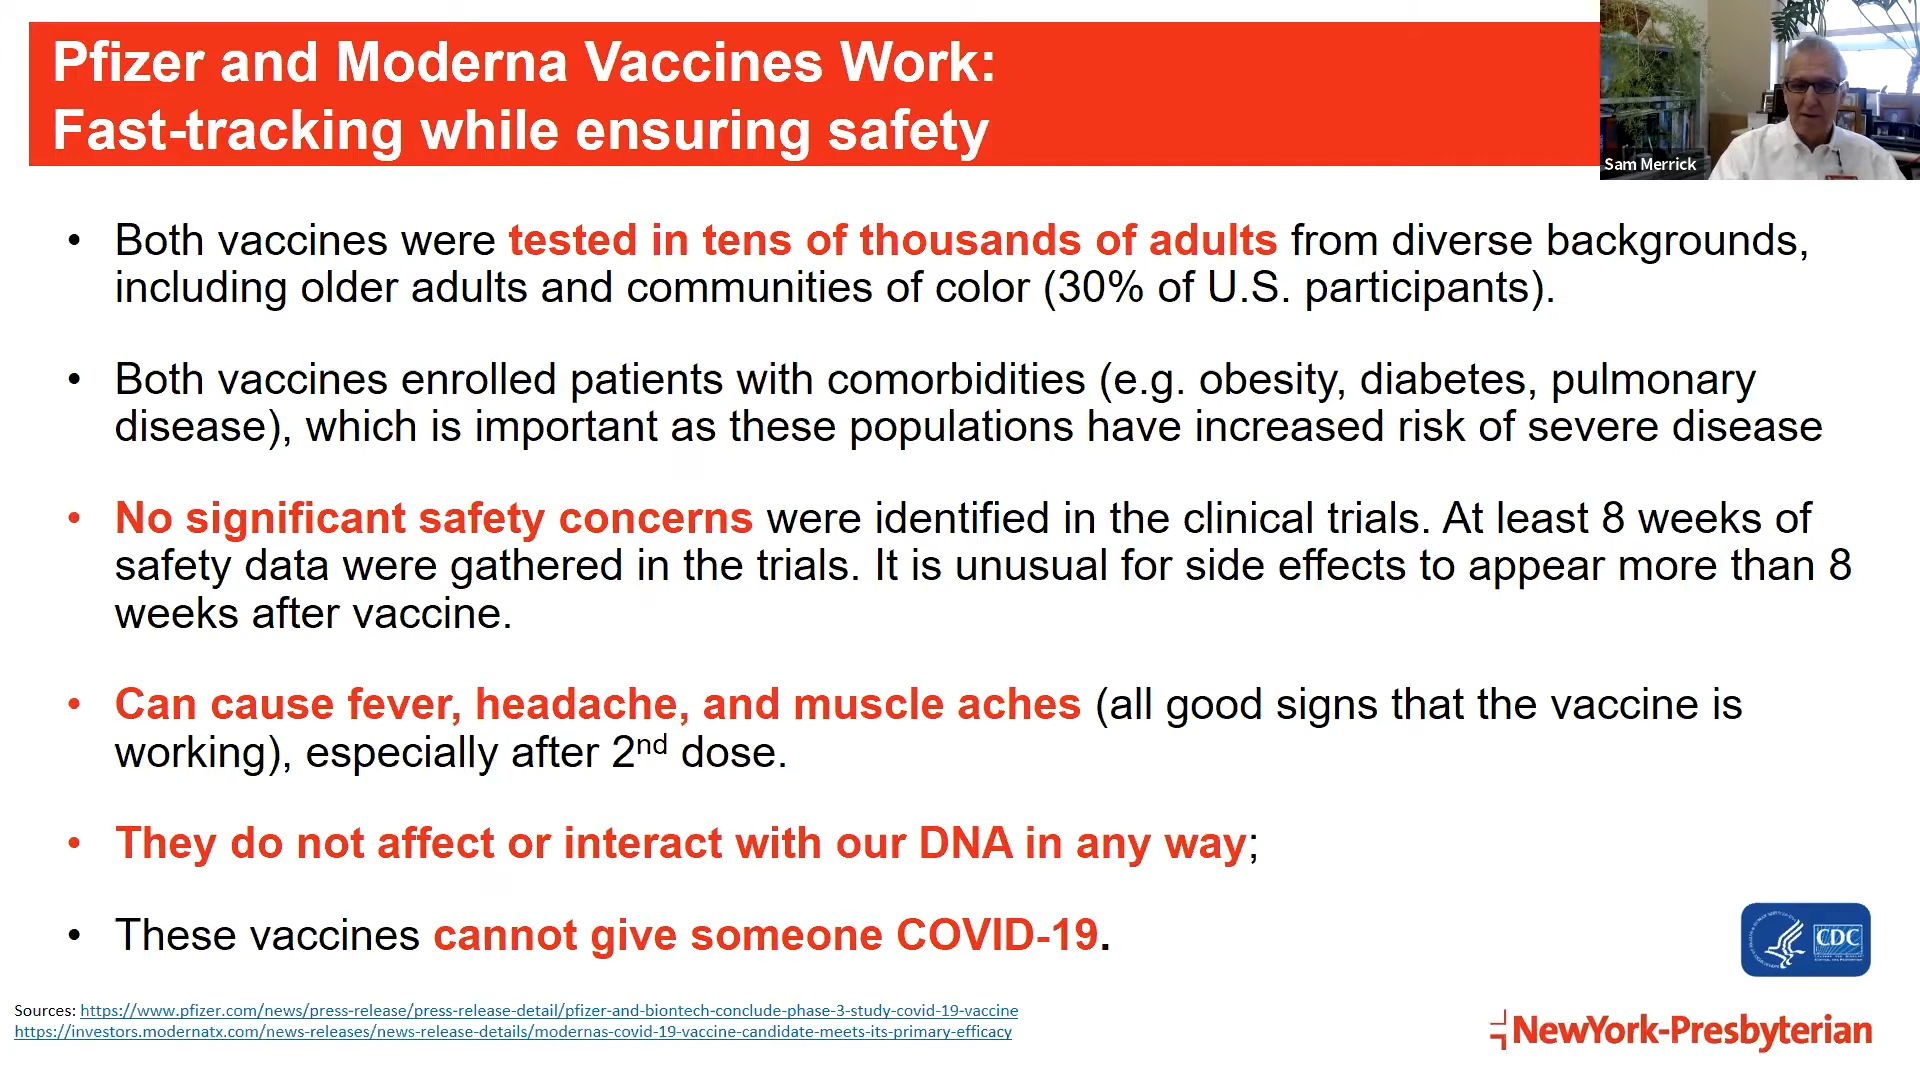 Pfizer and Moderna Vaccines Work:
Fast-tracking while ensuring safety
Sam Merrick
• Both vaccines were tested in tens of thousands of adults from diverse backgrounds,
including older adults and communities of color (30% of U.S. participants).
• Both vaccines enrolled patients with comorbidities (e.g. obesity, diabetes, pulmonary
disease), which is important as these populations have increased risk of severe disease
• No significant safety concerns were identified in the clinical trials. At least 8 weeks of
safety data were gathered in the trials. It is unusual for side effects to appear more than 8
weeks after vaccine.
• Can cause fever, headache, and muscle aches (all good signs that the vaccine is
working), especially after 2nd dose.
• They do not affect or interact with our DNA in any way;
• These vaccines cannot give someone COVID-19.
CDC
Sources: https://www.pfizer.com/news/press-release/press-release-detail/pfizer-and-biontech-conclude-phase-3-study-covid-19-vaccine
https://investors.modernatx.com/news-releases/news-release-details/modernas-covid-19-vaccine-candidate-meets-its-primary-efficacy
NewYork-Presbyterian